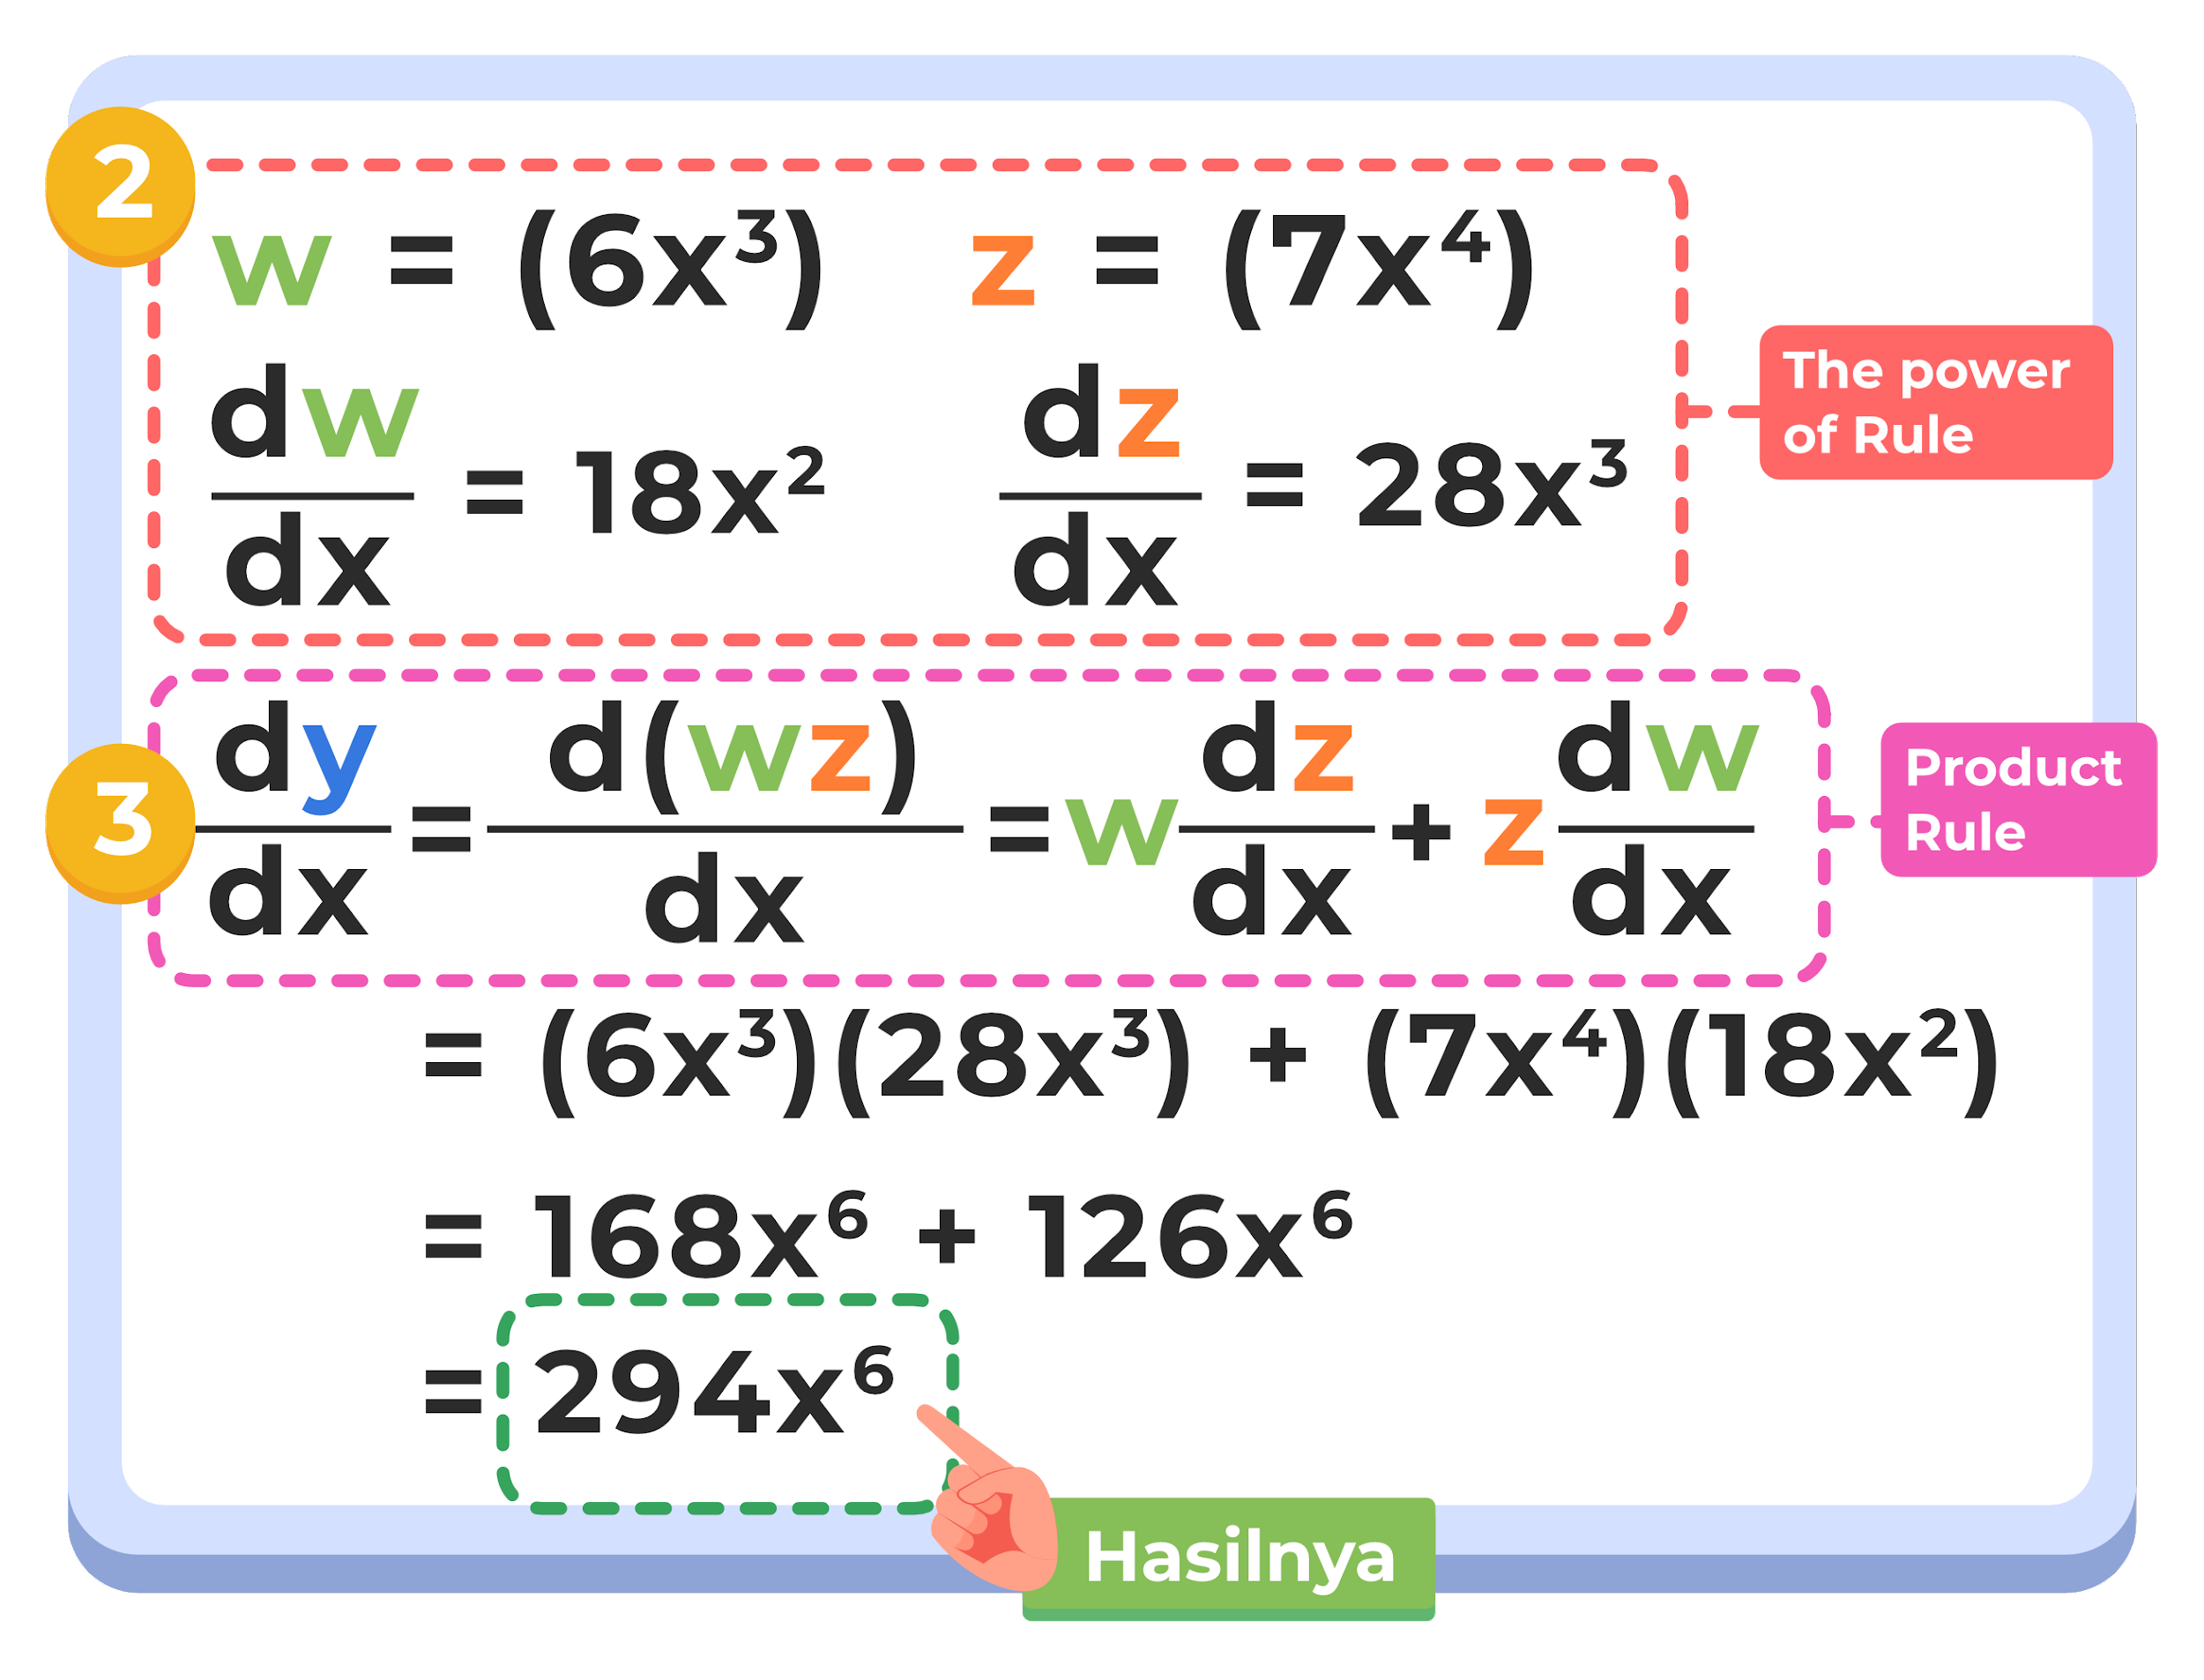 2
w = (6x³) z = (7x⁴)
dw/dx = 18x² dz/dx = 28x³
The power
of Rule
3
dy/dx = d(wz)/dx = w dz/dx + z dw/dx
Product
Rule
= (6x³)(28x³) + (7x⁴)(18x²)
= 168x⁶ + 126x⁶
= 294x⁶
Hasilnya